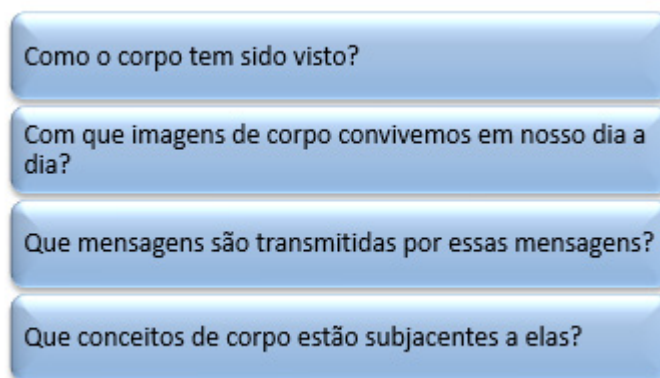 Como o corpo tem sido visto?
Com que imagens de corpo convivemos em nosso dia a
dia?
Que mensagens são transmitidas por essas mensagens?
Que conceitos de corpo estão subjacentes a elas?